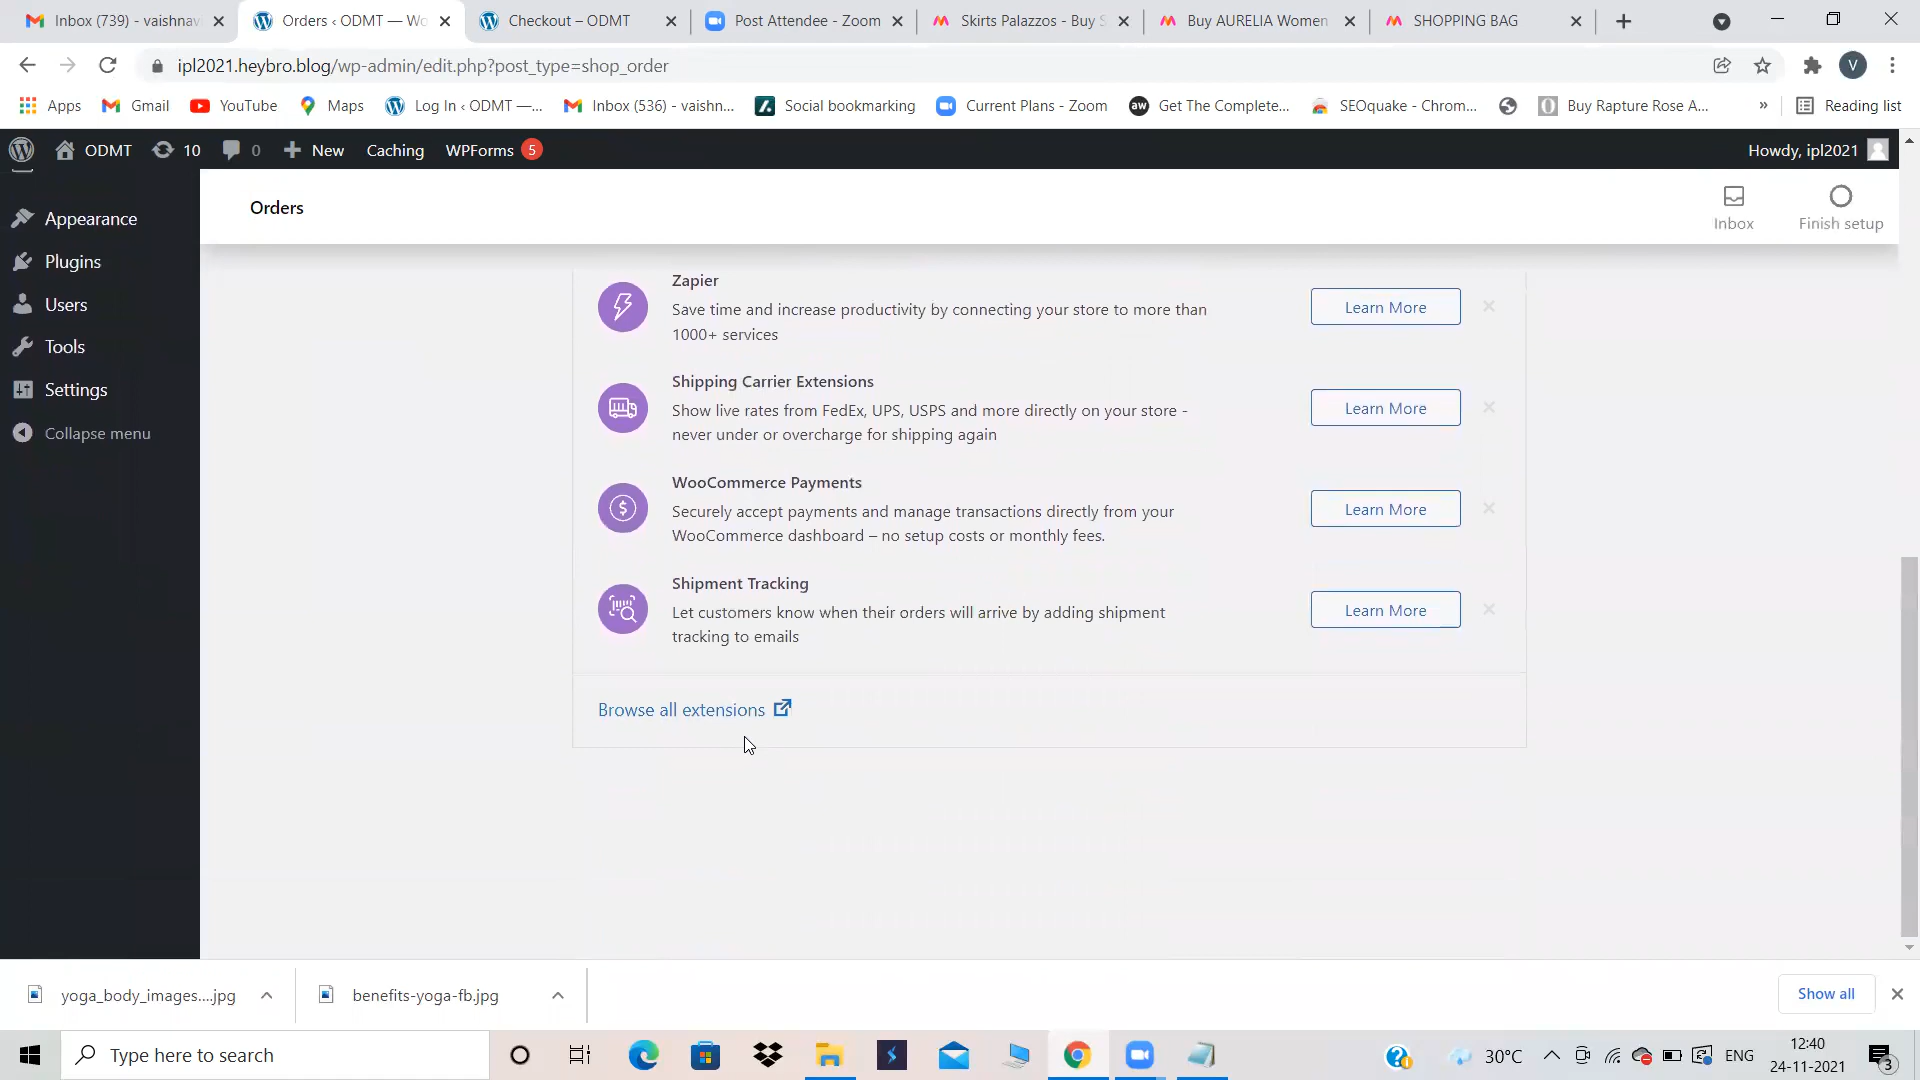 Inbox (739) - vaishnavi
Orders ‹ ODMT — Wo
Checkout – ODMT
Post Attendee - Zoom
Skirts Palazzos - Buy S
Buy AURELIA Women
SHOPPING BAG
ipl2021.heybro.blog/wp-admin/edit.php?post_type=shop_order
V
Apps
Gmail
YouTube
Maps
Log In ‹ ODMT —...
Inbox (536) - vaishn...
Social bookmarking
Current Plans - Zoom
aw
Get The Complete...
SEOquake - Chrom...
Buy Rapture Rose A...
»
Reading list
ODMT
10
0
New
Caching
WPForms
5
Howdy, ipl2021
Orders
Inbox
Finish setup
Appearance
Plugins
Users
Tools
Settings
Collapse menu
Zapier
Save time and increase productivity by connecting your store to more than
1000+ services
Learn More
Shipping Carrier Extensions
Show live rates from FedEx, UPS, USPS and more directly on your store -
never under or overcharge for shipping again
Learn More
WooCommerce Payments
Securely accept payments and manage transactions directly from your
WooCommerce dashboard – no setup costs or monthly fees.
Learn More
Shipment Tracking
Let customers know when their orders will arrive by adding shipment
tracking to emails
Learn More
Browse all extensions
yoga_body_images....jpg
benefits-yoga-fb.jpg
Show all
Type here to search
30°C
ENG
12:40
24-11-2021
3